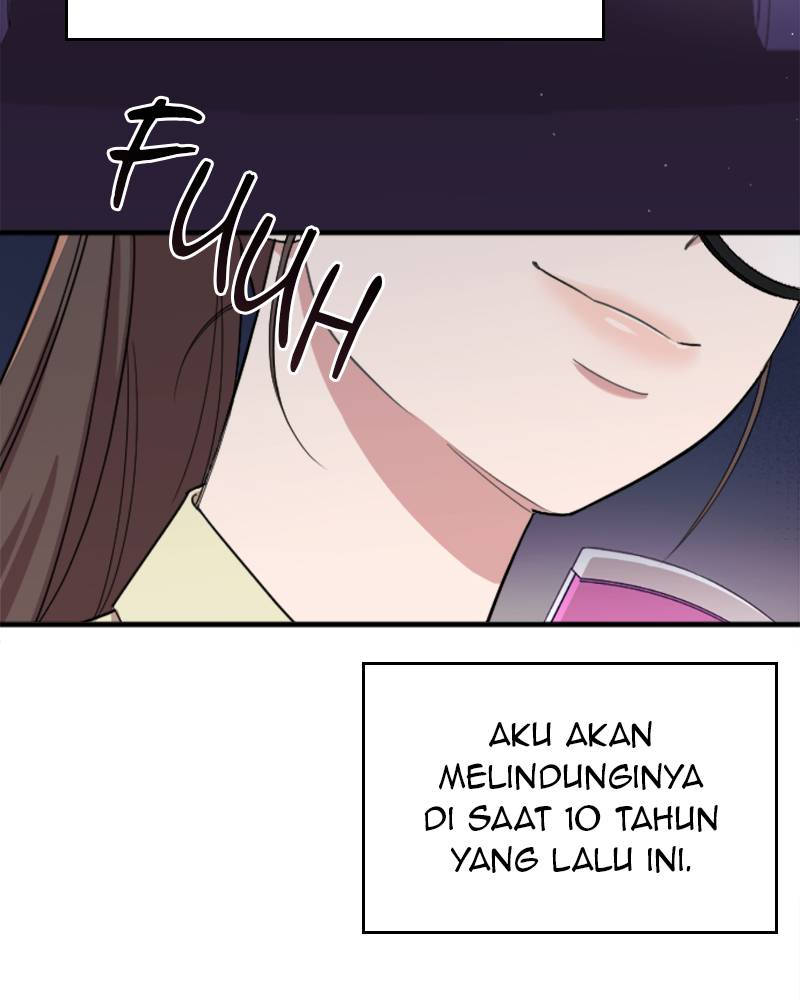 FUUH
AKU AKAN
MELINDUNGINYA
DI SAAT 10 TAHUN
YANG LALU INI.